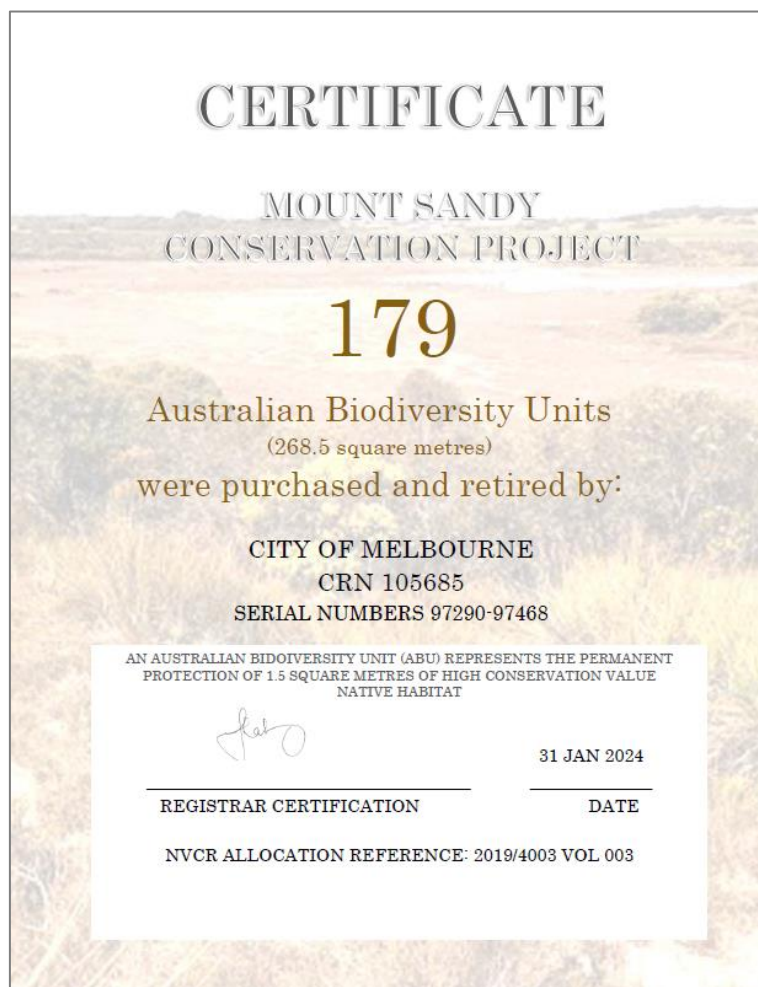 CERTIFICATE
MOUNT SANDY
CONSERVATION PROJECT
179
Australian Biodiversity Units
(268.5 square metres)
were purchased and retired by:
CITY OF MELBOURNE
CRN 105685
SERIAL NUMBERS 97290-97468
AN AUSTRALIAN BIDOIVERSITY UNIT (ABU) REPRESENTS THE PERMANENT
PROTECTION OF 1.5 SQUARE METRES OF HIGH CONSERVATION VALUE
NATIVE HABITAT
31 JAN 2024
REGISTRAR CERTIFICATION DATE
NVCR ALLOCATION REFERENCE: 2019/4003 VOL 003